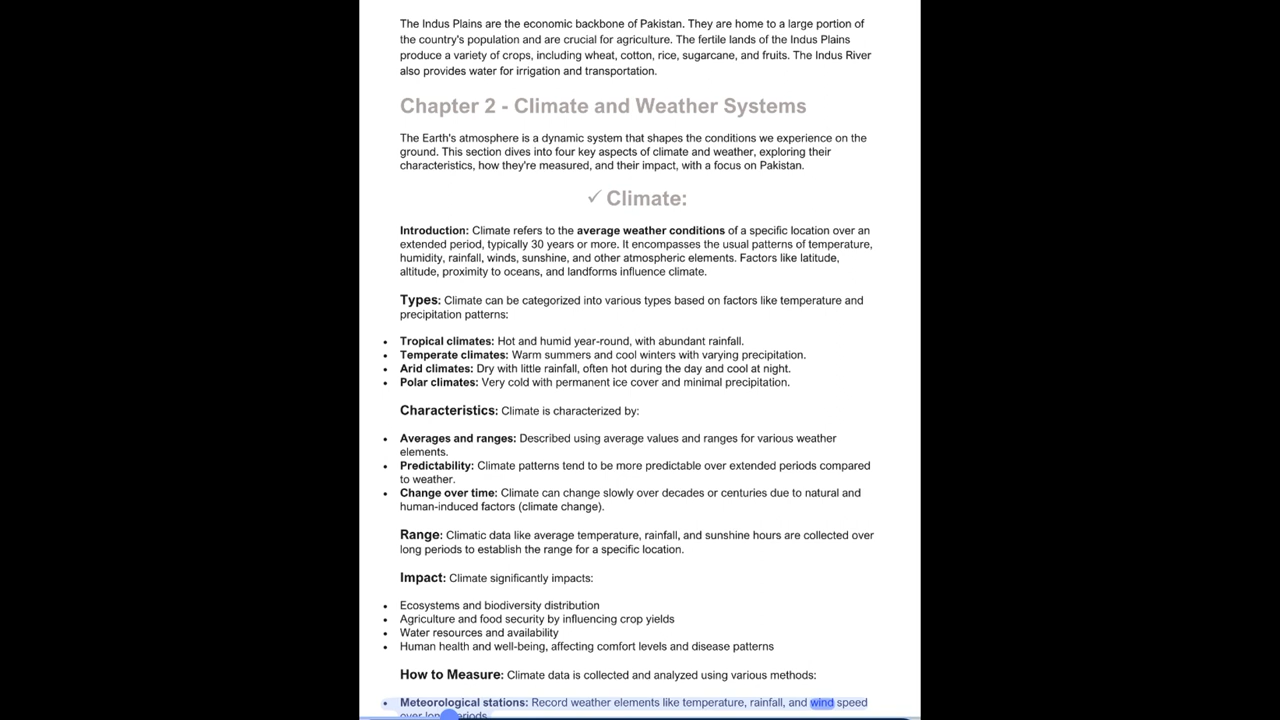 The Indus Plains are the economic backbone of Pakistan. They are home to a large portion of
the country's population and are crucial for agriculture. The fertile lands of the Indus Plains
produce a variety of crops, including wheat, cotton, rice, sugarcane, and fruits. The Indus River
also provides water for irrigation and transportation.
Chapter 2 - Climate and Weather Systems
The Earth's atmosphere is a dynamic system that shapes the conditions we experience on the
ground. This section dives into four key aspects of climate and weather, exploring their
characteristics, how they're measured, and their impact, with a focus on Pakistan.
✓ Climate:
Introduction: Climate refers to the average weather conditions of a specific location over an
extended period, typically 30 years or more. It encompasses the usual patterns of temperature,
humidity, rainfall, winds, sunshine, and other atmospheric elements. Factors like latitude,
altitude, proximity to oceans, and landforms influence climate.
Types: Climate can be categorized into various types based on factors like temperature and
precipitation patterns:
• Tropical climates: Hot and humid year-round, with abundant rainfall.
• Temperate climates: Warm summers and cool winters with varying precipitation.
• Arid climates: Dry with little rainfall, often hot during the day and cool at night.
• Polar climates: Very cold with permanent ice cover and minimal precipitation.
Characteristics: Climate is characterized by:
• Averages and ranges: Described using average values and ranges for various weather
elements.
• Predictability: Climate patterns tend to be more predictable over extended periods compared
to weather.
• Change over time: Climate can change slowly over decades or centuries due to natural and
human-induced factors (climate change).
Range: Climatic data like average temperature, rainfall, and sunshine hours are collected over
long periods to establish the range for a specific location.
Impact: Climate significantly impacts:
• Ecosystems and biodiversity distribution
• Agriculture and food security by influencing crop yields
• Water resources and availability
• Human health and well-being, affecting comfort levels and disease patterns
How to Measure: Climate data is collected and analyzed using various methods:
• Meteorological stations: Record weather elements like temperature, rainfall, and wind speed
over long periods.